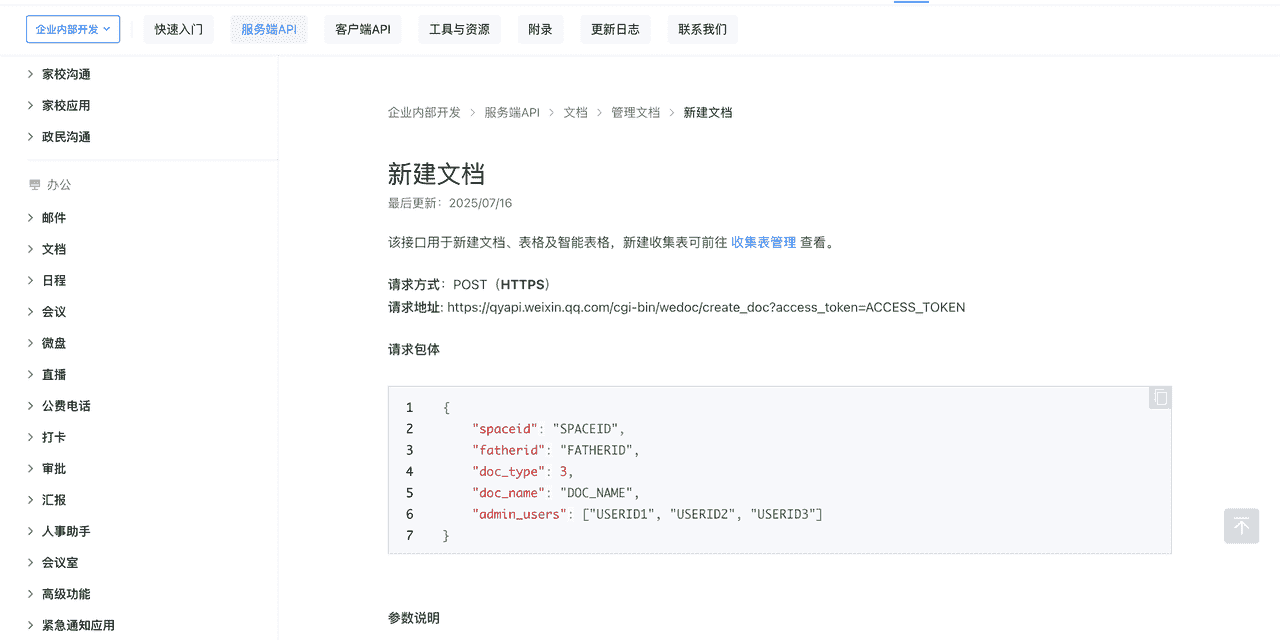 企业内部开发
快速入门
服务端API
客户端API
工具与资源
附录
更新日志
联系我们
家校沟通
家校应用
政民沟通
办公
邮件
文档
日程
会议
微盘
直播
公费电话
打卡
审批
汇报
人事助手
会议室
高级功能
紧急通知应用
企业内部开发 > 服务端API > 文档 > 管理文档 > 新建文档
新建文档
最后更新：2025/07/16
该接口用于新建文档、表格及智能表格，新建收集表可前往 收集表管理 查看。
请求方式：POST（HTTPS）
请求地址: https://qyapi.weixin.qq.com/cgi-bin/wedoc/create_doc?access_token=ACCESS_TOKEN
请求包体
1 {
2 "spaceid": "SPACEID",
3 "fatherid": "FATHERID",
4 "doc_type": 3,
5 "doc_name": "DOC_NAME",
6 "admin_users": ["USERID1", "USERID2", "USERID3"]
7 }
参数说明